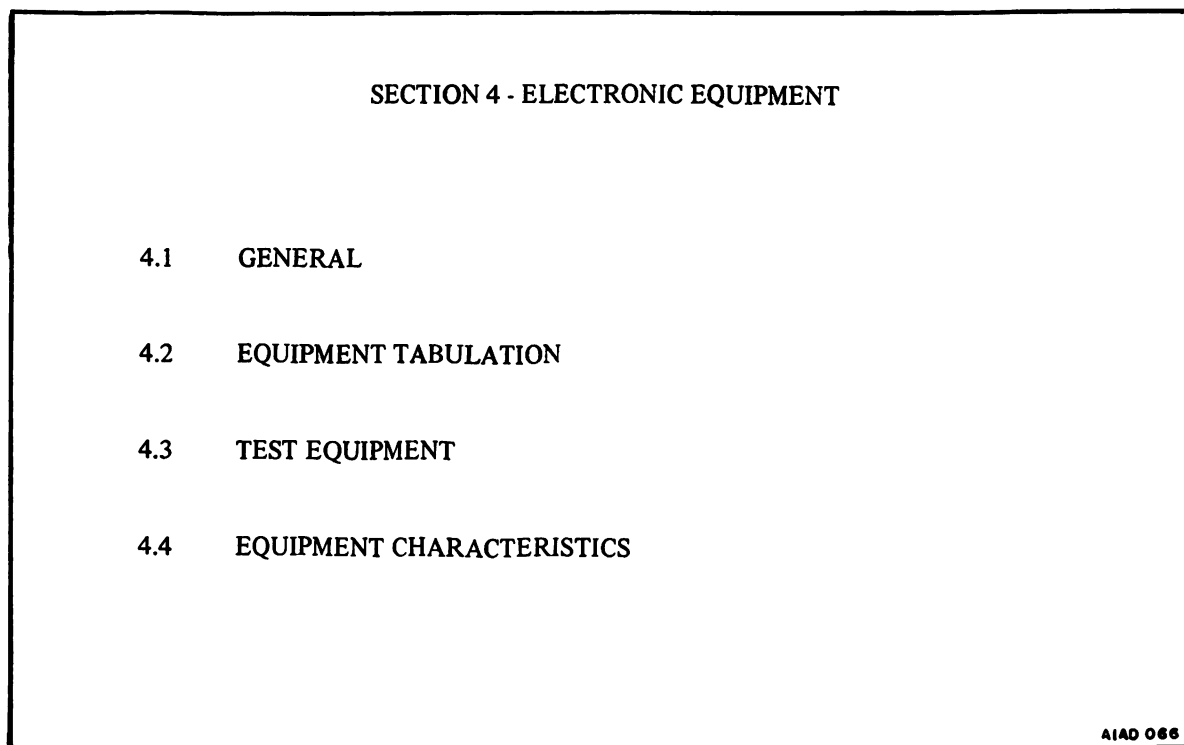 SECTION 4 - ELECTRONIC EQUIPMENT
4.1 GENERAL
4.2 EQUIPMENT TABULATION
4.3 TEST EQUIPMENT
4.4 EQUIPMENT CHARACTERISTICS
AIAD 066